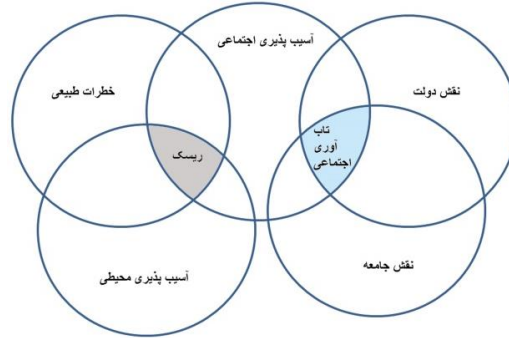 آسیب پذیری اجتماعی
نقش دولت
خطرات طبیعی
تاب
آوری
اجتماعی
ریسک
نقش جامعه
آسیب پذیری محیطی